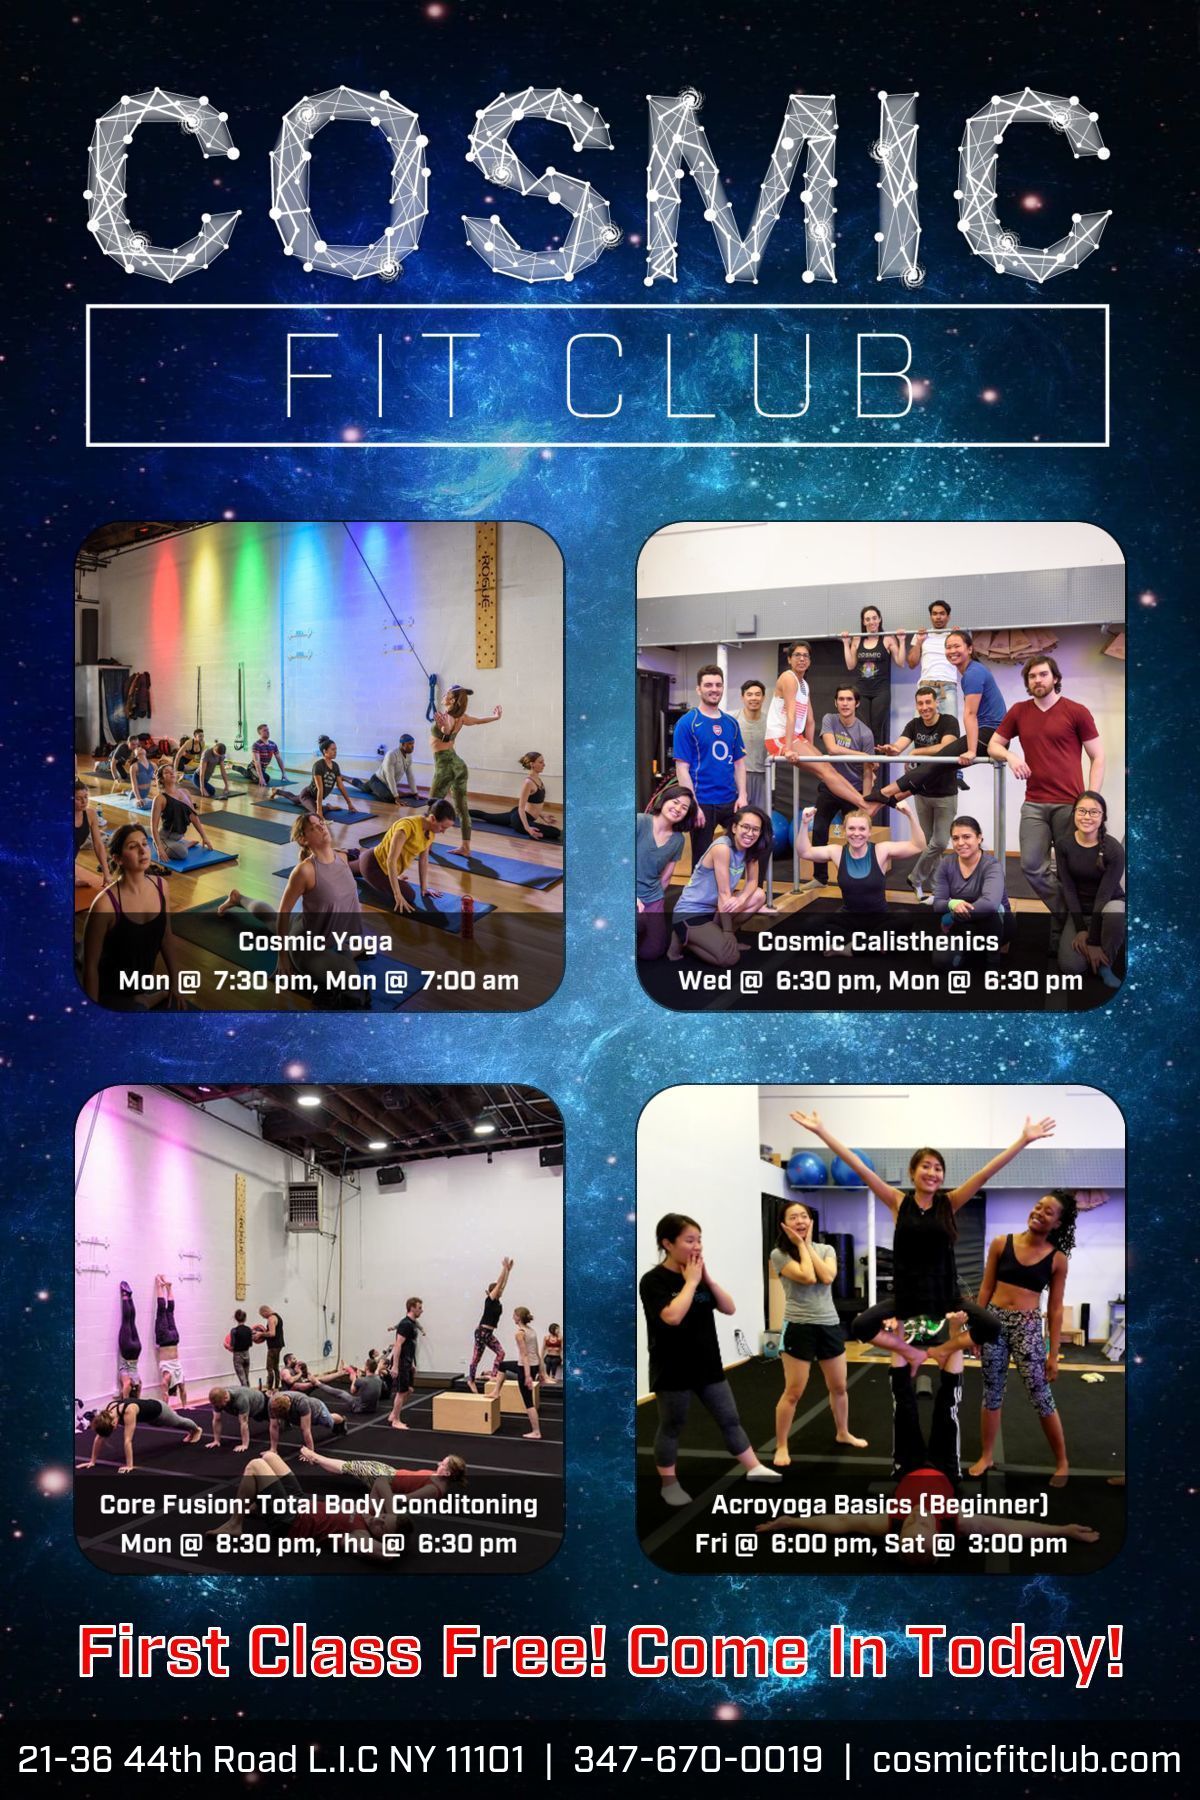 COSMIC
FIT CLUB
ROGUE
O2
COSMIC
Cosmic Yoga
Mon @ 7:30 pm, Mon @ 7:00 am
Cosmic Calisthenics
Wed @ 6:30 pm, Mon @ 6:30 pm
Core Fusion: Total Body Conditoning
Mon @ 8:30 pm, Thu @ 6:30 pm
Acroyoga Basics (Beginner)
Fri @ 6:00 pm, Sat @ 3:00 pm
First Class Free! Come In Today!
21-36 44th Road L.I.C NY 11101 | 347-670-0019 | cosmicfitclub.com